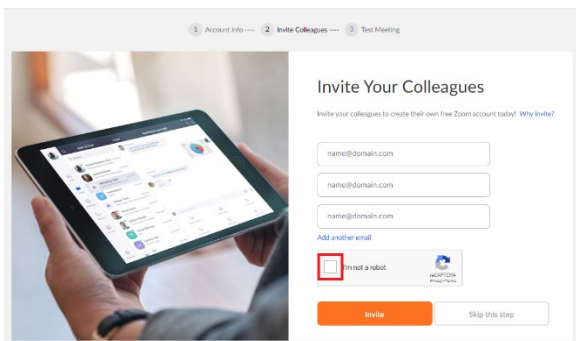 1 Account Info ---- 2 Invite Colleagues ---- 3 Test Meeting
Invite Your Colleagues
Invite your colleagues to create their own free Zoom account today! Why invite?
name@domain.com
name@domain.com
name@domain.com
Add another email
I'm not a robot
reCAPTCHA
Privacy - Terms
Invite
Skip this step